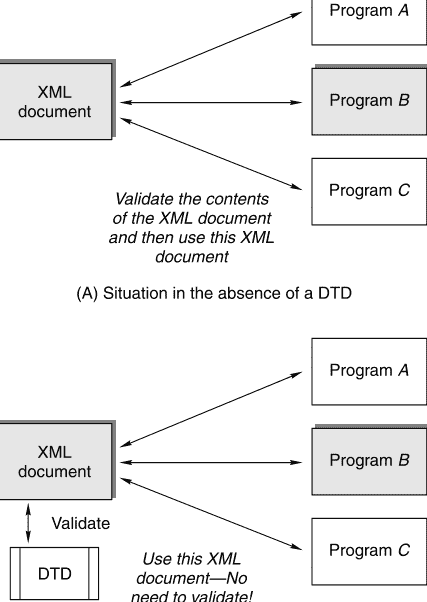 Program A
XML
document
Program B
Program C
Validate the contents
of the XML document
and then use this XML
document
(A) Situation in the absence of a DTD
Program A
XML
document
Program B
Validate
Program C
DTD
Use this XML
document—No
need to validate!